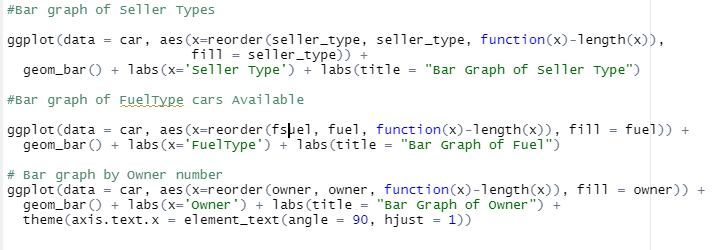 #Bar graph of Seller Types
ggplot(data = car, aes(x=reorder(seller_type, seller_type, function(x)-length(x)),
fill = seller_type)) +
geom_bar() + labs(x='Seller Type') + labs(title = "Bar Graph of Seller Type")
#Bar graph of FuelType cars Available
ggplot(data = car, aes(x=reorder(fsuel, fuel, function(x)-length(x)), fill = fuel)) +
geom_bar() + labs(x='FuelType') + labs(title = "Bar Graph of Fuel")
# Bar graph by Owner number
ggplot(data = car, aes(x=reorder(owner, owner, function(x)-length(x)), fill = owner)) +
geom_bar() + labs(x='Owner') + labs(title = "Bar Graph of Owner") +
theme(axis.text.x = element_text(angle = 90, hjust = 1))